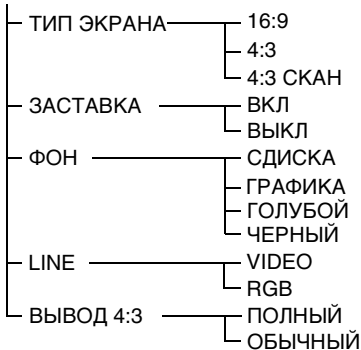 ТИП ЭКРАНА 16:9
4:3
4:3 СКАН
ЗАСТАВКА ВКЛ
ВЫКЛ
ФОН СДИСКА
ГРАФИКА
ГОЛУБОЙ
ЧЕРНЫЙ
LINE VIDEO
RGB
ВЫВОД 4:3 ПОЛНЫЙ
ОБЫЧНЫЙ